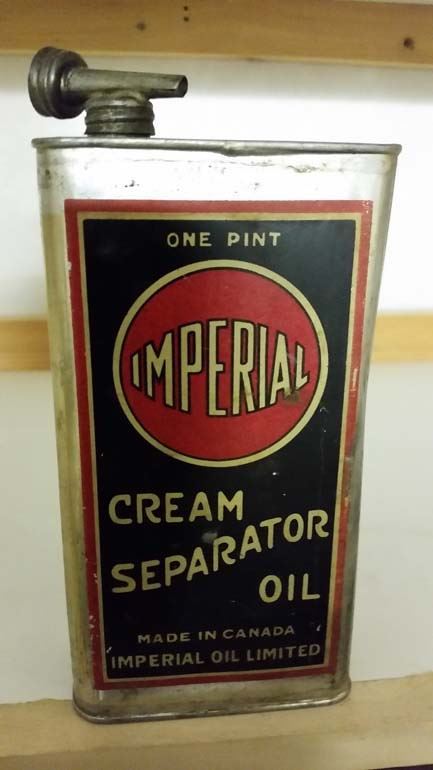 ONE PINT
IMPERIAL
CREAM
SEPARATOR
OIL
MADE IN CANADA
IMPERIAL OIL LIMITED